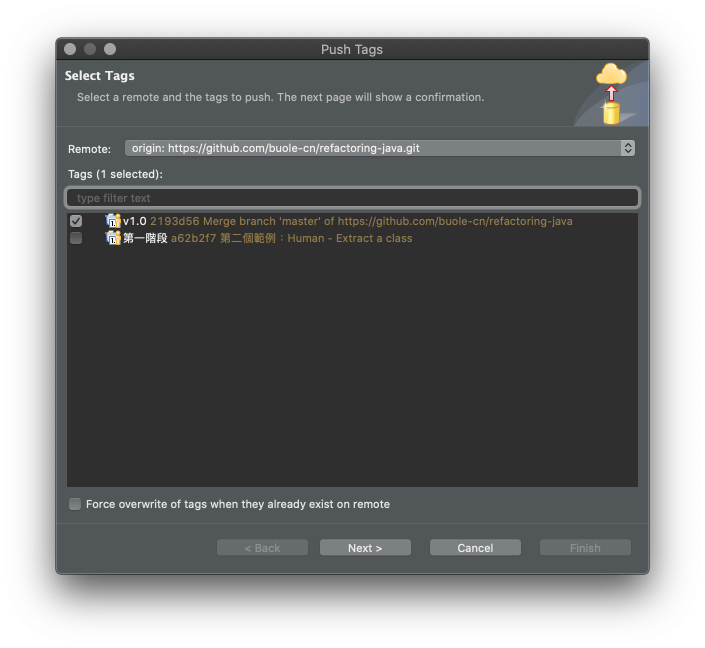 Push Tags
Select Tags
Select a remote and the tags to push. The next page will show a confirmation.
Remote: origin: https://github.com/buole-cn/refactoring-java.git
Tags (1 selected):
type filter text
v1.0 2193d56 Merge branch 'master' of https://github.com/buole-cn/refactoring-java
第一階段 a62b2f7 第二個範例：Human - Extract a class
Force overwrite of tags when they already exist on remote
< Back Next > Cancel Finish